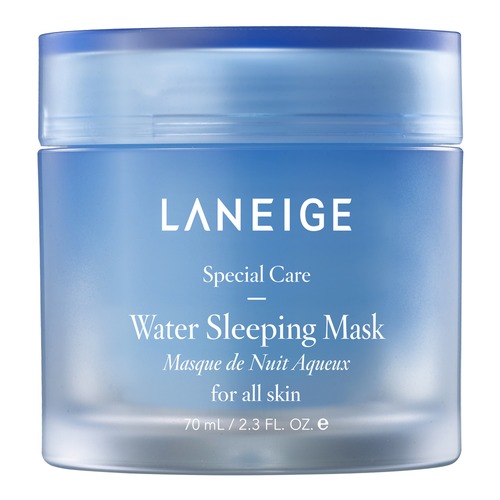 LANEIGE
Special Care
—
Water Sleeping Mask
Masque de Nuit Aqueux
for all skin
70 mL / 2.3 FL. OZ. ℮